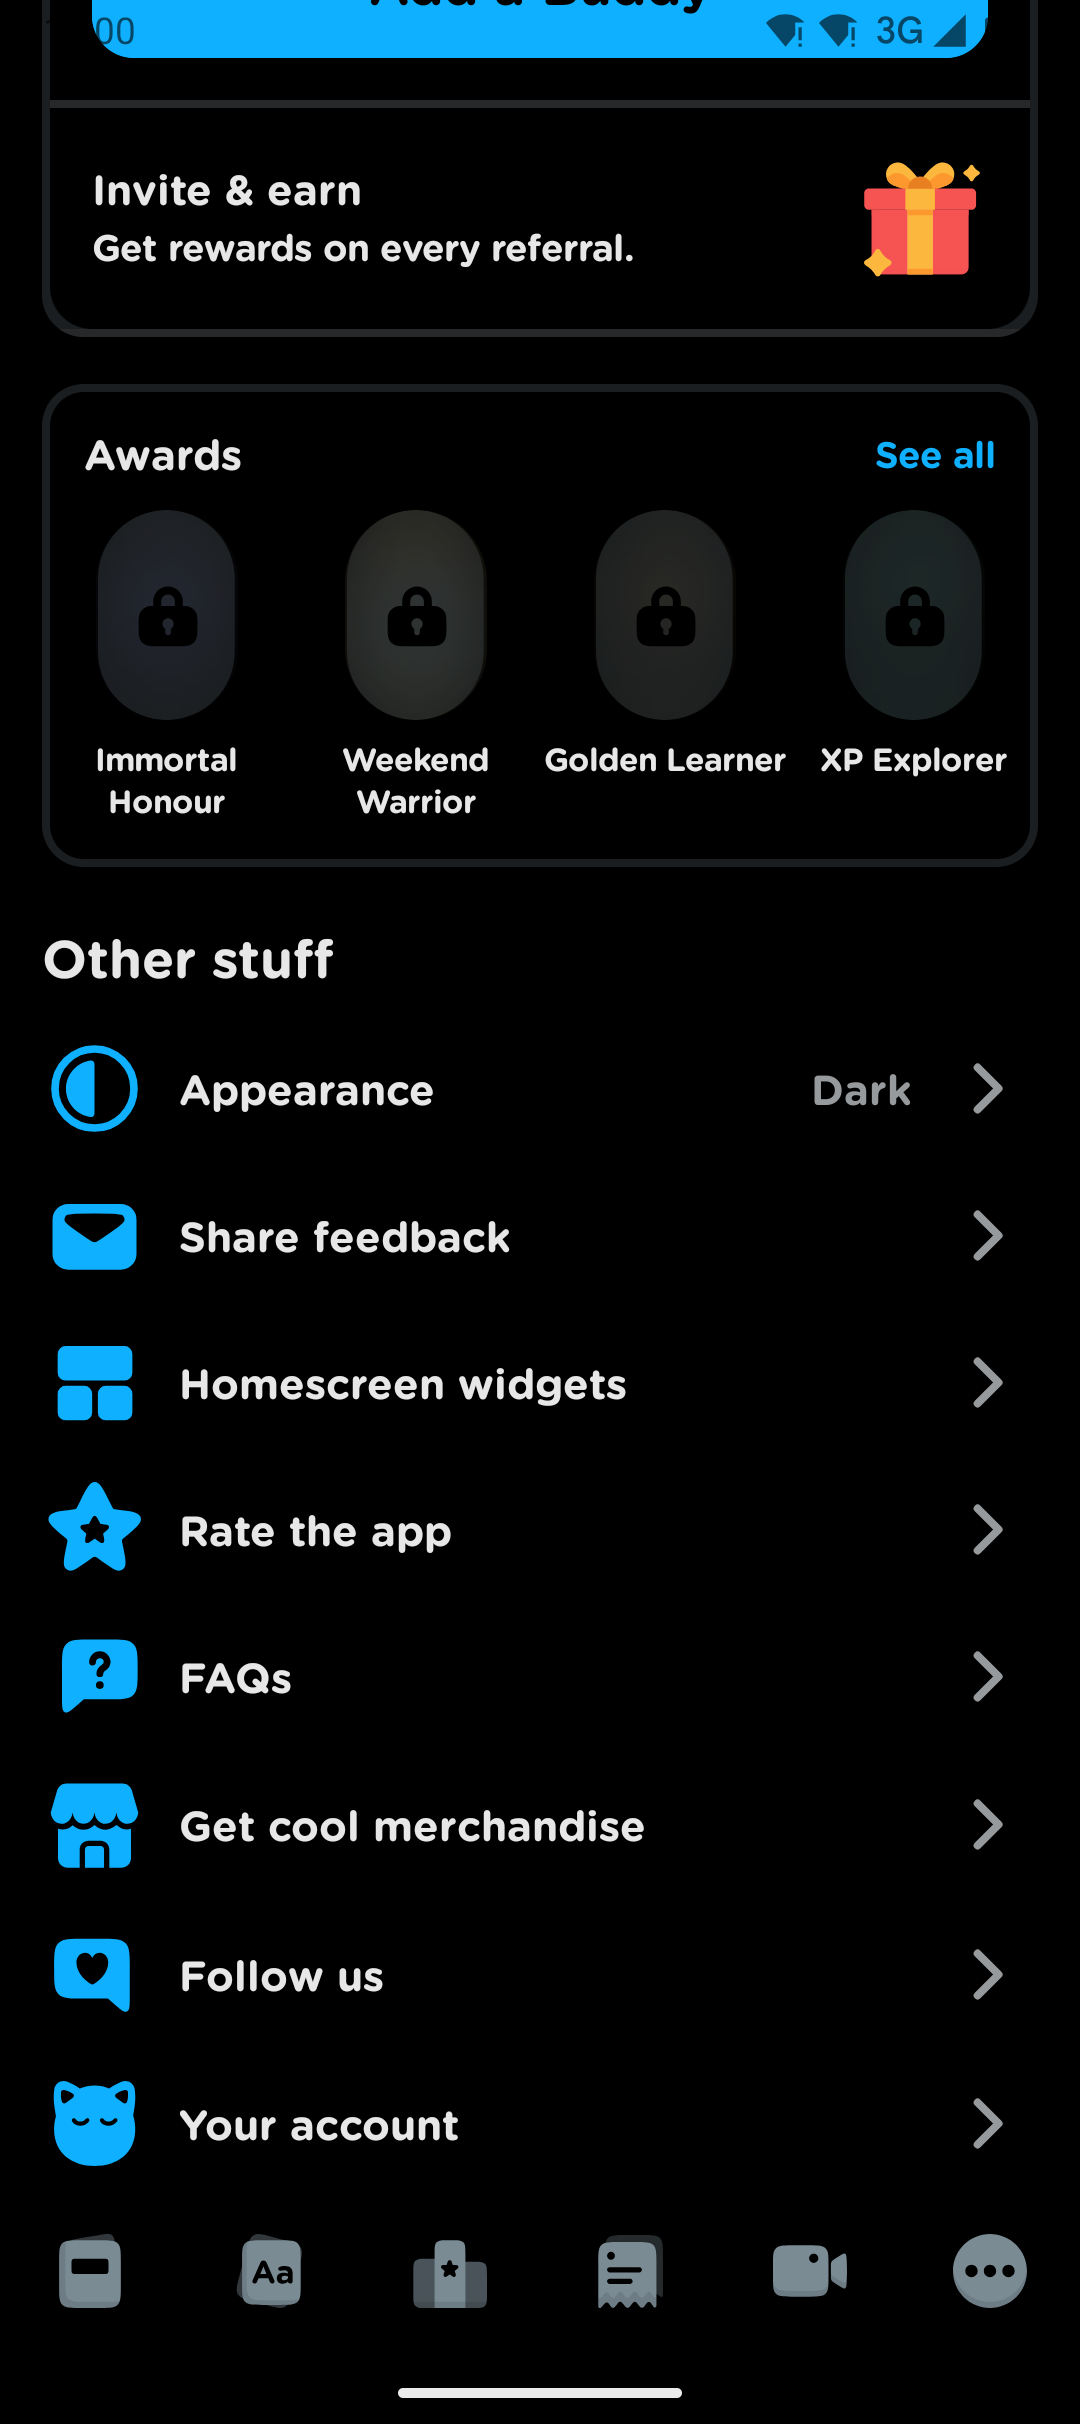 Add a Buddy
00
3G
Invite & earn
Get rewards on every referral.
Awards
See all
Immortal
Honour
Weekend
Warrior
Golden Learner
XP Explorer
Other stuff
Appearance
Dark
Share feedback
Homescreen widgets
Rate the app
FAQs
Get cool merchandise
Follow us
Your account
Aa